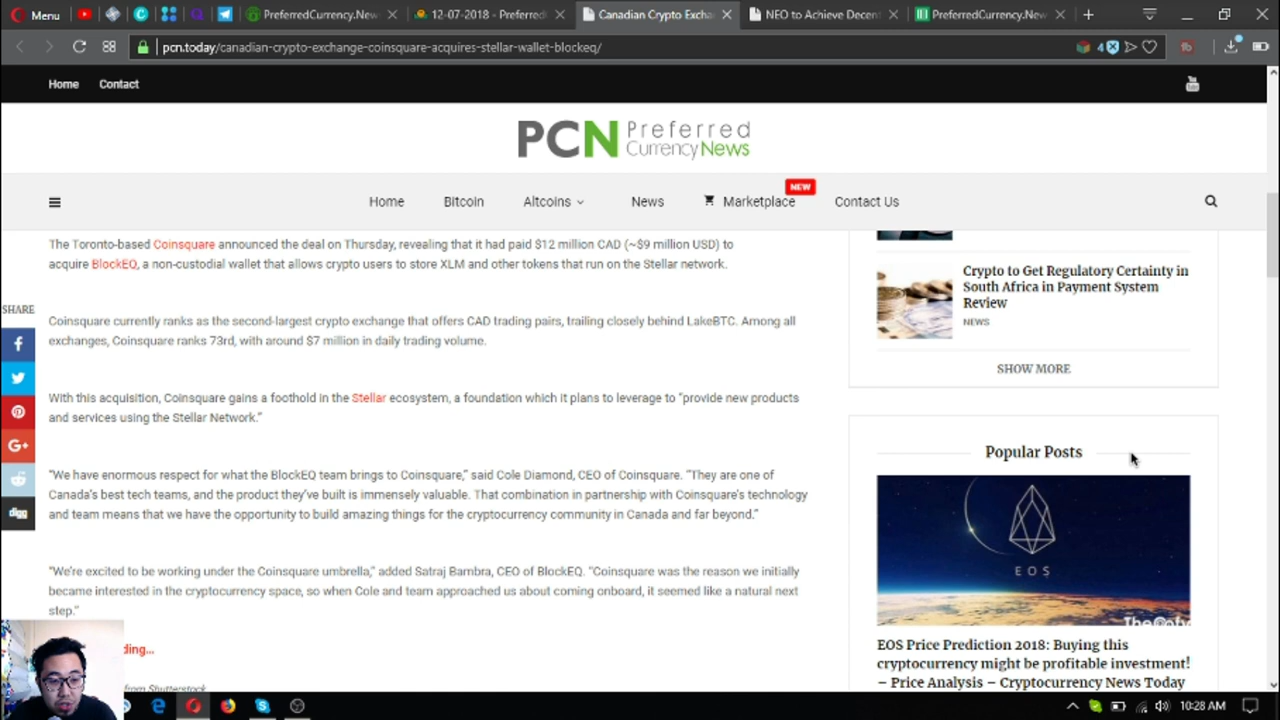 Menu
PreferredCurrency.New
12-07-2018 - Preferred
Canadian Crypto Excha
NEO to Achieve Decen
PreferredCurrency.New
pcn.today/canadian-crypto-exchange-coinsquare-acquires-stellar-wallet-blockeq/
4
Home Contact
PCN Preferred
CurrencyNews
Home Bitcoin Altcoins News Marketplace NEW Contact Us
The Toronto-based Coinsquare announced the deal on Thursday, revealing that it had paid $12 million CAD (~$9 million USD) to
acquire BlockEQ, a non-custodial wallet that allows crypto users to store XLM and other tokens that run on the Stellar network.
SHARE
Coinsquare currently ranks as the second-largest crypto exchange that offers CAD trading pairs, trailing closely behind LakeBTC. Among all
exchanges, Coinsquare ranks 73rd, with around $7 million in daily trading volume.
With this acquisition, Coinsquare gains a foothold in the Stellar ecosystem, a foundation which it plans to leverage to "provide new products
and services using the Stellar Network."
"We have enormous respect for what the BlockEQ team brings to Coinsquare," said Cole Diamond, CEO of Coinsquare. "They are one of
Canada's best tech teams, and the product they've built is immensely valuable. That combination in partnership with Coinsquare's technology
and team means that we have the opportunity to build amazing things for the cryptocurrency community in Canada and far beyond."
"We're excited to be working under the Coinsquare umbrella," added Satraj Bambra, CEO of BlockEQ. "Coinsquare was the reason we initially
became interested in the cryptocurrency space, so when Cole and team approached us about coming onboard, it seemed like a natural next
step."
ding...
from Shutterstock
G+
digg
Crypto to Get Regulatory Certainty in
South Africa in Payment System
Review
NEWS
SHOW MORE
Popular Posts
EOS
EOS Price Prediction 2018: Buying this
cryptocurrency might be profitable investment!
– Price Analysis – Cryptocurrency News Today
10:28 AM